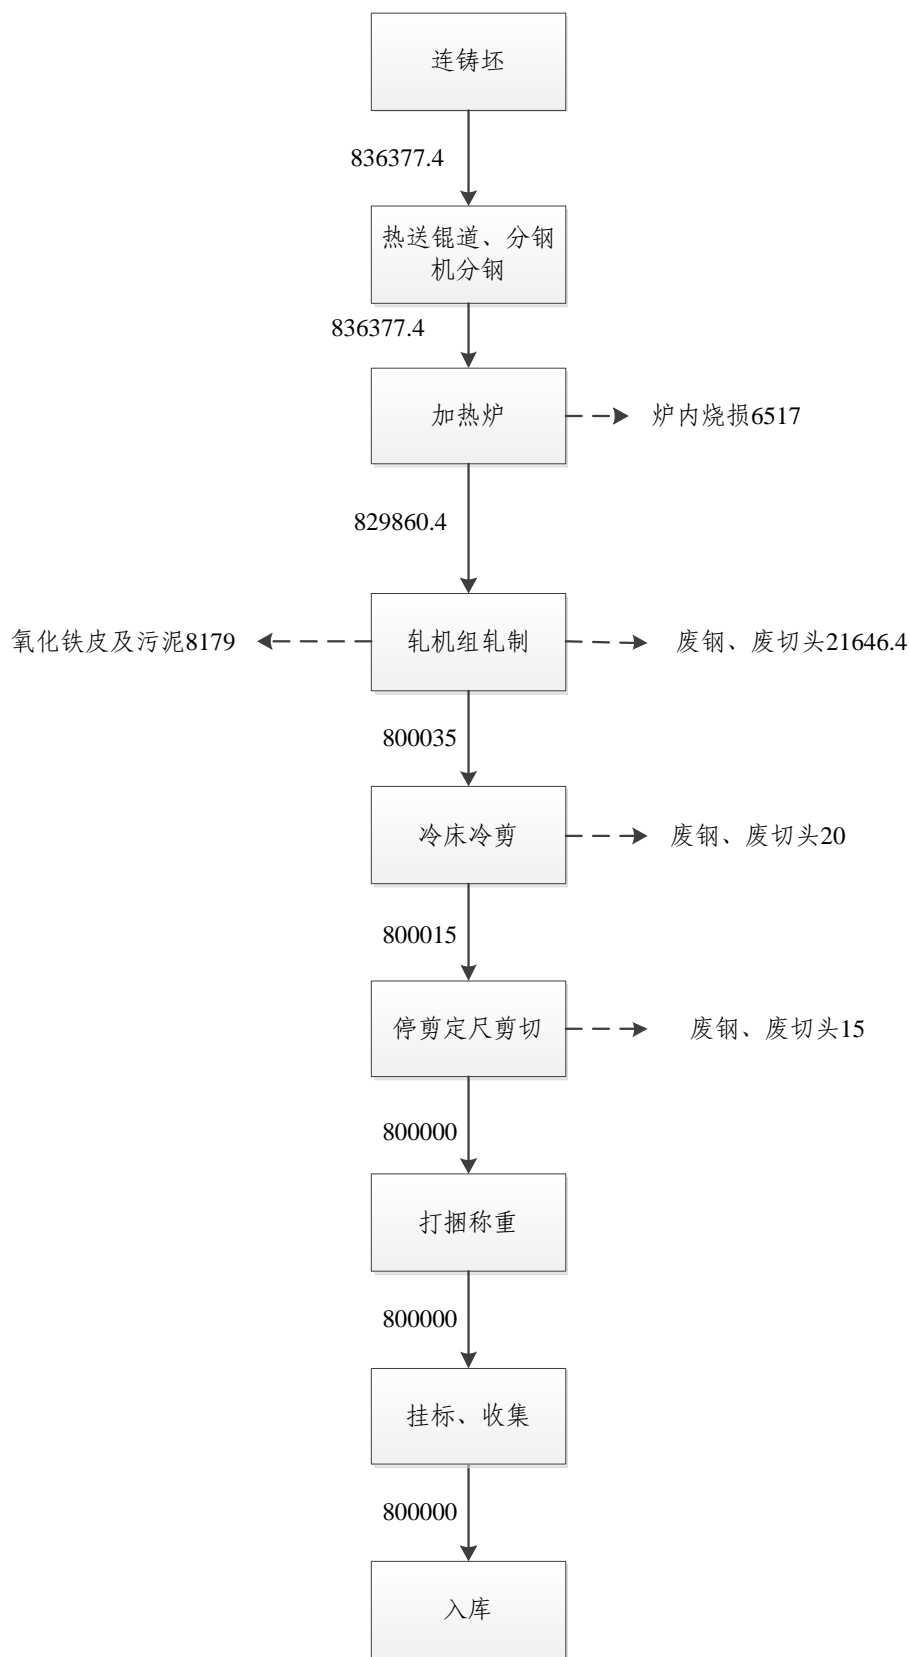 连铸坯
836377.4
热送锟道、分钢
机分钢
836377.4
加热炉
炉内烧损6517
829860.4
氧化铁皮及污泥8179
轧机组轧制
废钢、废切头21646.4
800035
冷床冷剪
废钢、废切头20
800015
停剪定尺剪切
废钢、废切头15
800000
打捆称重
800000
挂标、收集
800000
入库